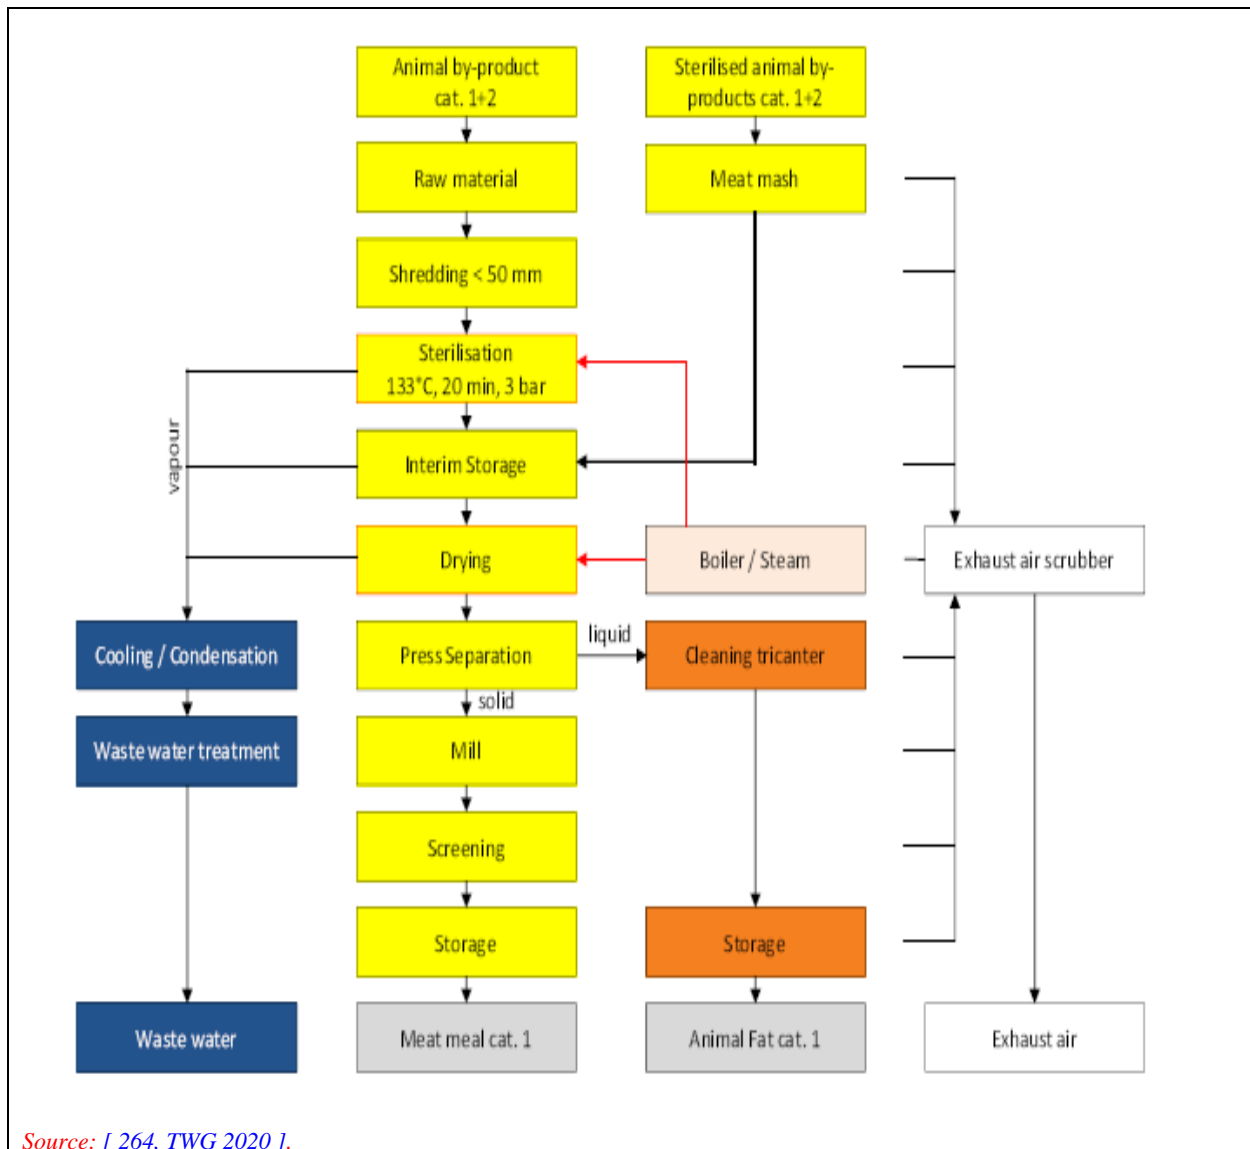 Animal by-product
cat. 1+2
Sterilised animal by-
products cat. 1+2
Raw material
Meat mash
Shredding < 50 mm
Sterilisation
133°C, 20 min, 3 bar
vapour
Interim Storage
Drying
Boiler / Steam
Exhaust air scrubber
Cooling / Condensation
Press Separation
liquid
Cleaning tricanter
solid
Waste water treatment
Mill
Screening
Storage
Storage
Waste water
Meat meal cat. 1
Animal Fat cat. 1
Exhaust air
Source: [ 264, TWG 2020 ].